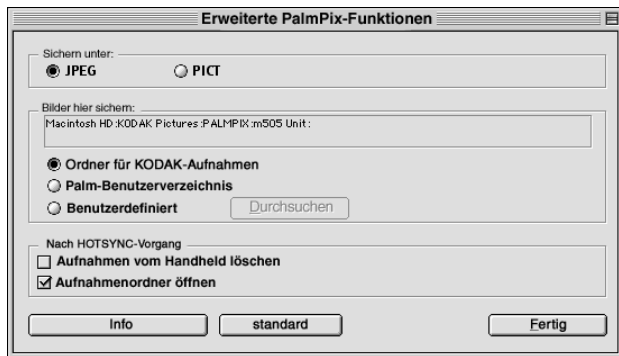 Erweiterte PalmPix-Funktionen
Sichern unter:
JPEG PICT
Bilder hier sichern:
Macintosh HD:KODAK Pictures:PALMPIX:m505 Unit:
Ordner für KODAK-Aufnahmen
Palm-Benutzerverzeichnis
Benutzerdefiniert Durchsuchen
Nach HOTSYNC-Vorgang
Aufnahmen vom Handheld löschen
Aufnahmenordner öffnen
Info standard Fertig